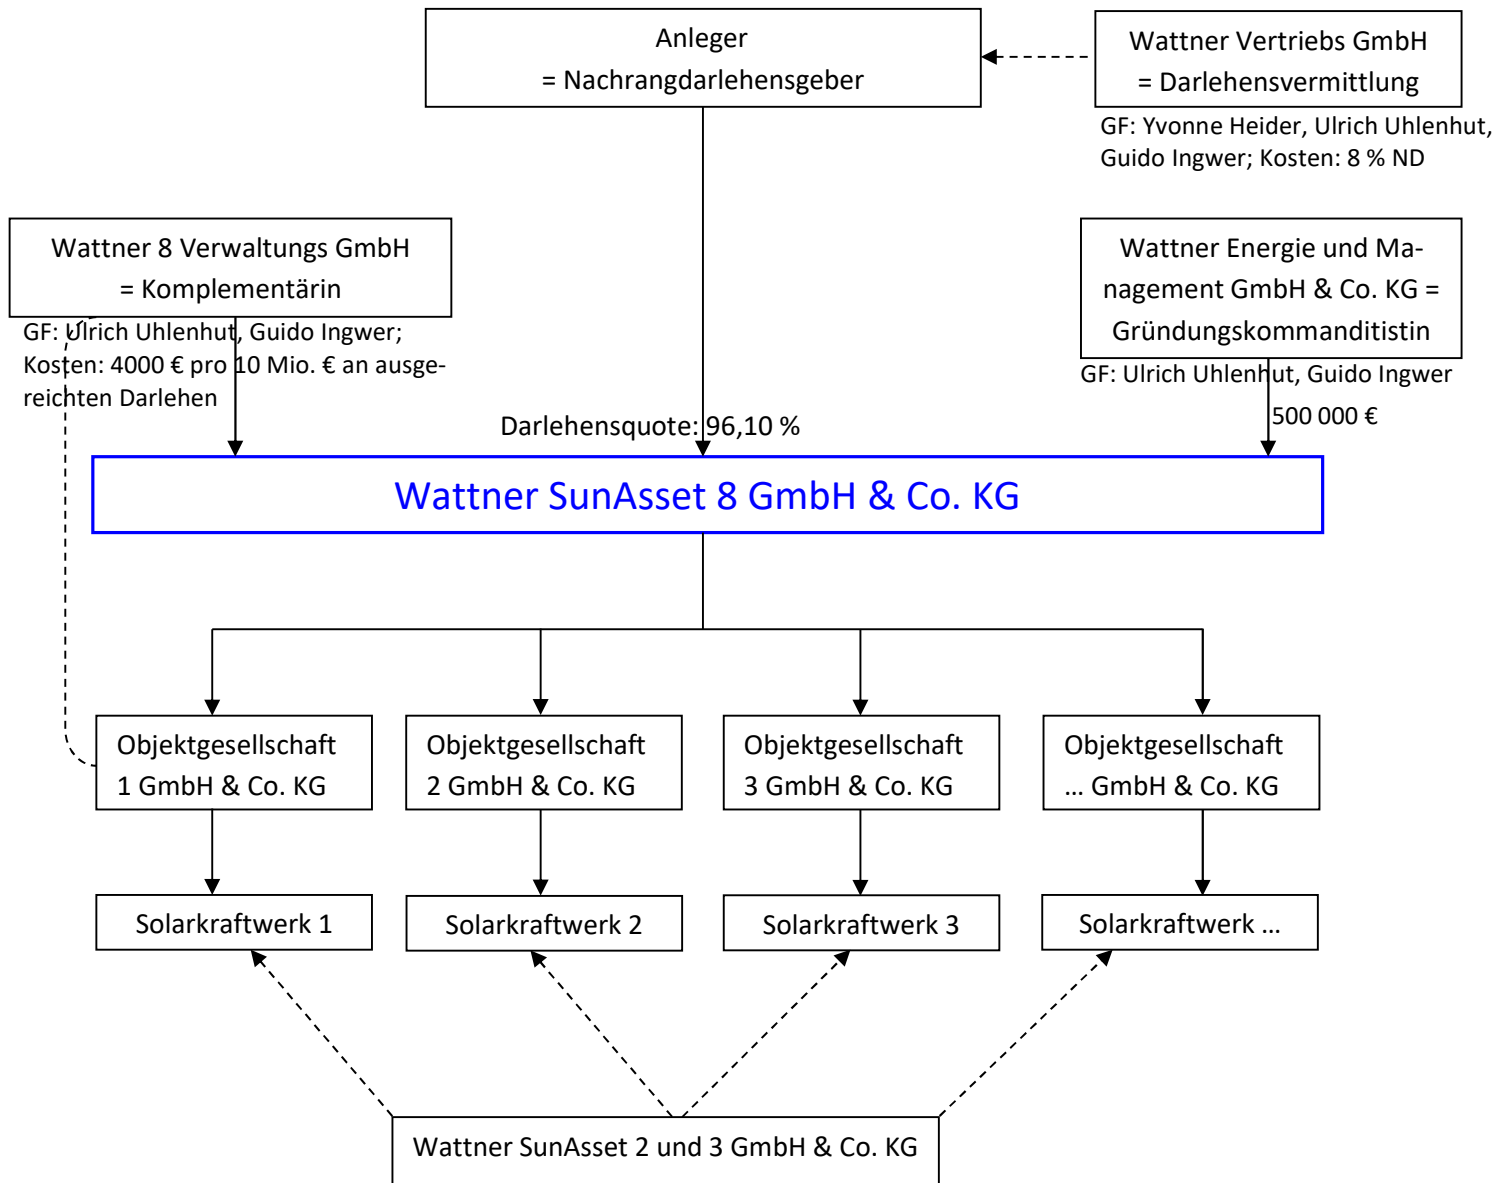 Anleger
= Nachrangdarlehensgeber
Wattner Vertriebs GmbH
= Darlehensvermittlung
GF: Yvonne Heider, Ulrich Uhlenhut,
Guido Ingwer; Kosten: 8 % ND
Wattner 8 Verwaltungs GmbH
= Komplementärin
GF: Ulrich Uhlenhut, Guido Ingwer;
Kosten: 4000 € pro 10 Mio. € an ausge-
reichten Darlehen
Wattner Energie und Ma-
nagement GmbH & Co. KG =
Gründungskommanditistin
GF: Ulrich Uhlenhut, Guido Ingwer
500 000 €
Darlehensquote: 96,10 %
Wattner SunAsset 8 GmbH & Co. KG
Objektgesellschaft
1 GmbH & Co. KG
Objektgesellschaft
2 GmbH & Co. KG
Objektgesellschaft
3 GmbH & Co. KG
Objektgesellschaft
... GmbH & Co. KG
Solarkraftwerk 1
Solarkraftwerk 2
Solarkraftwerk 3
Solarkraftwerk ...
Wattner SunAsset 2 und 3 GmbH & Co. KG